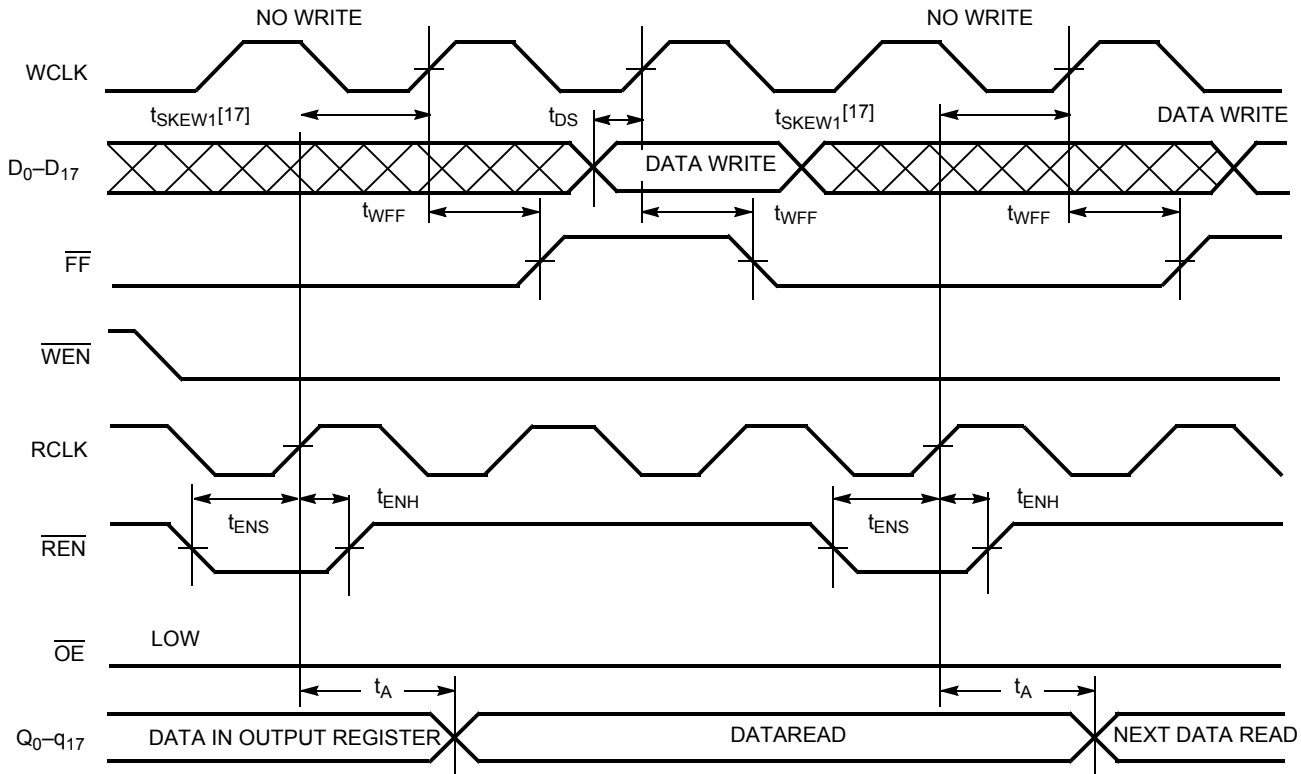 NO WRITE NO WRITE
WCLK
tSKEW1[17] tDS tSKEW1[17] DATA WRITE
D0–D17 DATA WRITE
tWFF tWFF tWFF
FF
WEN
RCLK
tENH tENH
tENS tENS
REN
LOW
OE
tA tA
Q0–q17 DATA IN OUTPUT REGISTER DATAREAD NEXT DATA READ